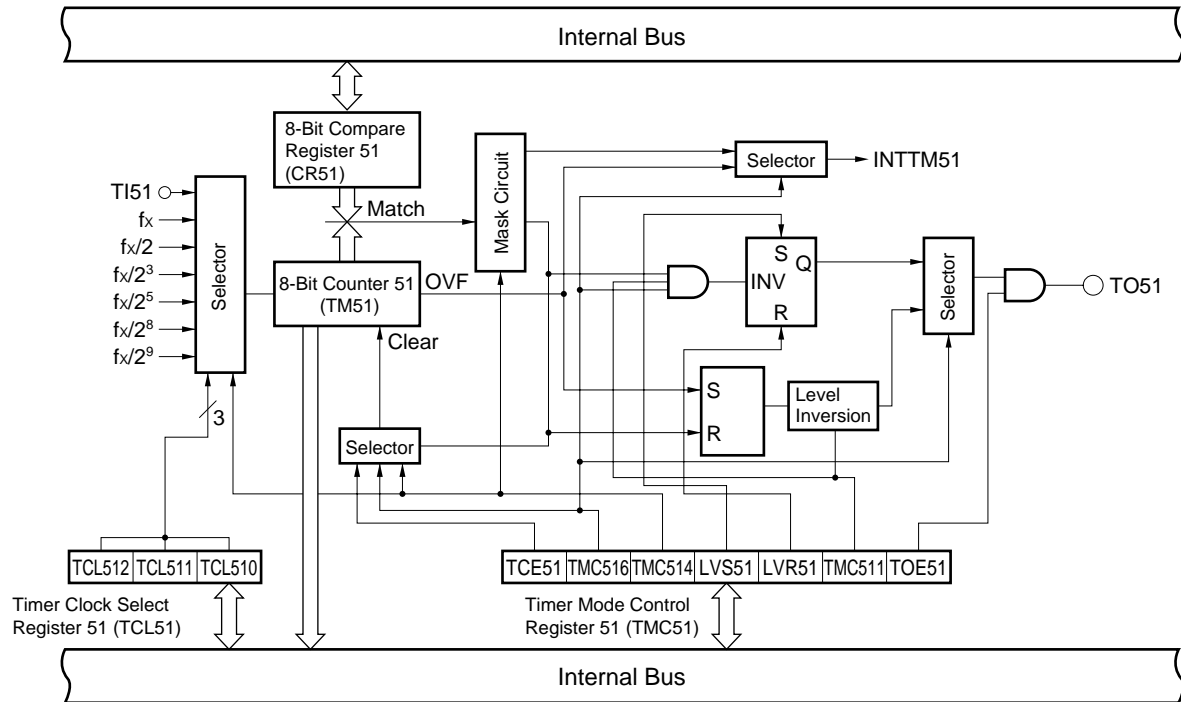 Internal Bus
8-Bit Compare
Register 51
(CR51)
Mask Circuit
Selector
INTTM51
TI51
fX
fX/2
fX/2³
fX/2⁵
fX/2⁸
fX/2⁹
Selector
Match
8-Bit Counter 51
(TM51)
OVF
Clear
S
INV
Q
R
Selector
TO51
3
Selector
S
R
Level
Inversion
TCL512 TCL511 TCL510
TCE51 TMC516 TMC514 LVS51 LVR51 TMC511 TOE51
Timer Clock Select
Register 51 (TCL51)
Timer Mode Control
Register 51 (TMC51)
Internal Bus